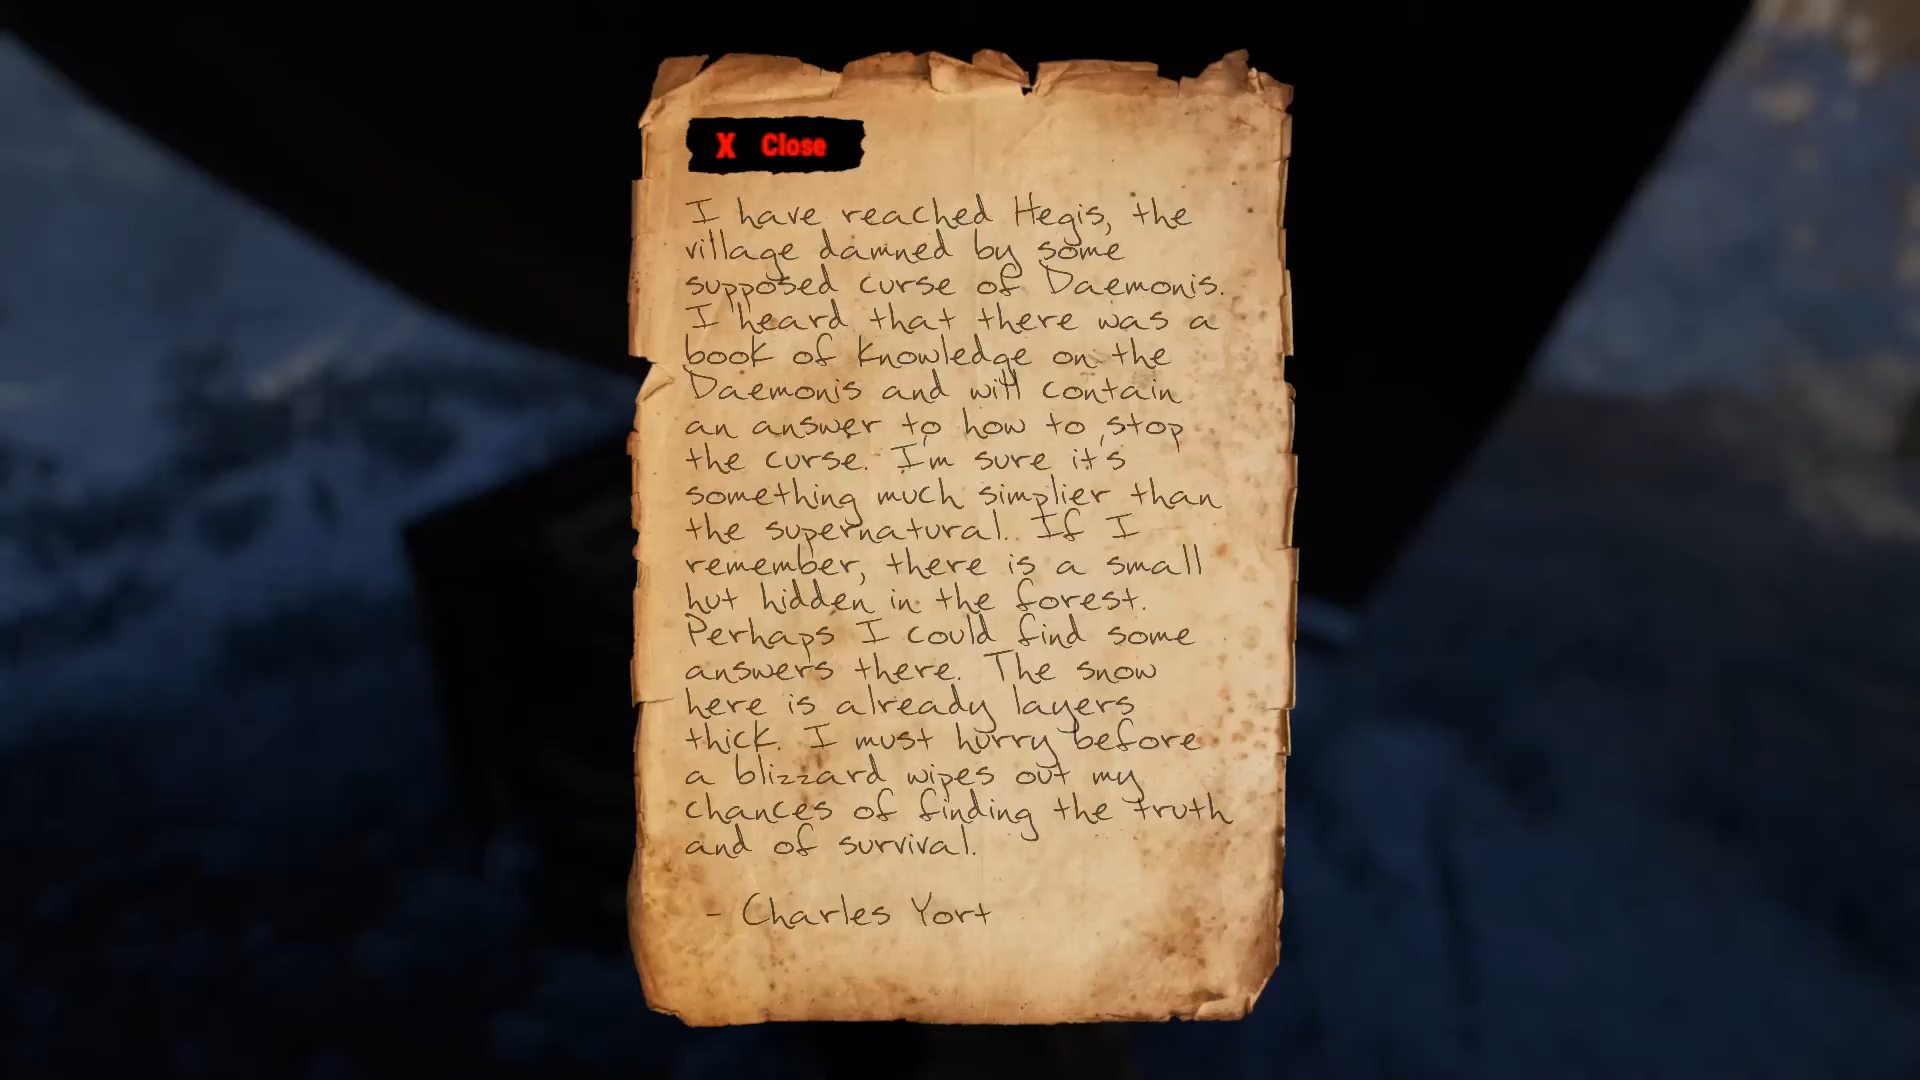 X Close
I have reached Hegis, the
village damned by some
supposed curse of Daemonis.
I heard that there was a
book of knowledge on the
Daemonis and will contain
an answer to how to stop
the curse. I'm sure it's
something much simplier than
the supernatural. If I
remember, there is a small
hut hidden in the forest.
Perhaps I could find some
answers there. The snow
here is already layers
thick. I must hurry before
a blizzard wipes out my
chances of finding the truth
and of survival.
- Charles Yort